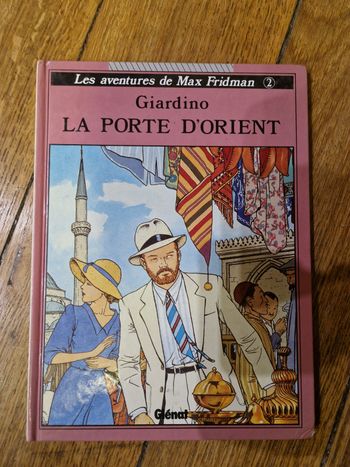 Les aventures de Max Fridman 2
Giardino
LA PORTE D'ORIENT
Glénat